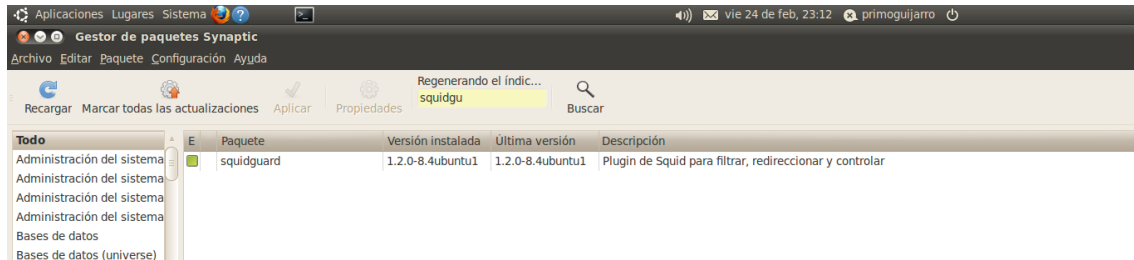 Aplicaciones Lugares Sistema vie 24 de feb, 23:12 primoguijarro
Gestor de paquetes Synaptic
Archivo Editar Paquete Configuración Ayuda
Regenerando el índic...
squidgu
Recargar Marcar todas las actualizaciones Aplicar Propiedades Buscar
Todo E Paquete Versión instalada Última versión Descripción
Administración del sistema squidguard 1.2.0-8.4ubuntu1 1.2.0-8.4ubuntu1 Plugin de Squid para filtrar, redireccionar y controlar
Administración del sistema
Administración del sistema
Administración del sistema
Bases de datos
Bases de datos (universe)